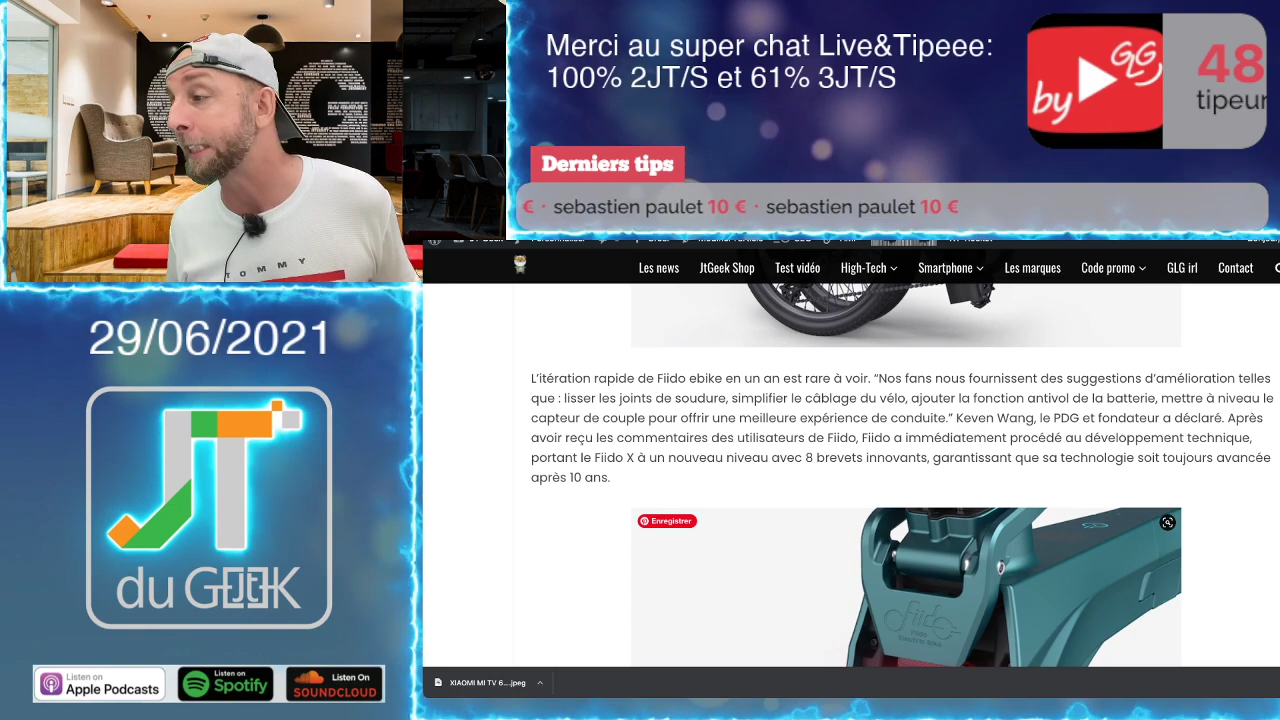 Merci au super chat Live&Tipeee:
100% 2JT/S et 61% 3JT/S
by GLG
48
tipeur
Derniers tips
€ · sebastien paulet 10 € · sebastien paulet 10 €
TOMMY
Les news JtGeek Shop Test vidéo High-Tech Smartphone Les marques Code promo GLG irl Contact
29/06/2021
JT
du GEEK
L’itération rapide de Fiido ebike en un an est rare à voir. “Nos fans nous fournissent des suggestions d’amélioration telles
que : lisser les joints de soudure, simplifier le câblage du vélo, ajouter la fonction antivol de la batterie, mettre à niveau le
capteur de couple pour offrir une meilleure expérience de conduite.” Keven Wang, le PDG et fondateur a déclaré. Après
avoir reçu les commentaires des utilisateurs de Fiido, Fiido a immédiatement procédé au développement technique,
portant le Fiido X à un nouveau niveau avec 8 brevets innovants, garantissant que sa technologie soit toujours avancée
après 10 ans.
Enregistrer
Fiido
Fiido
Electric Bike
Listen on
Apple Podcasts
Listen on
Spotify
Listen On
SOUNDCLOUD
XIAOMI MI TV 6....jpeg